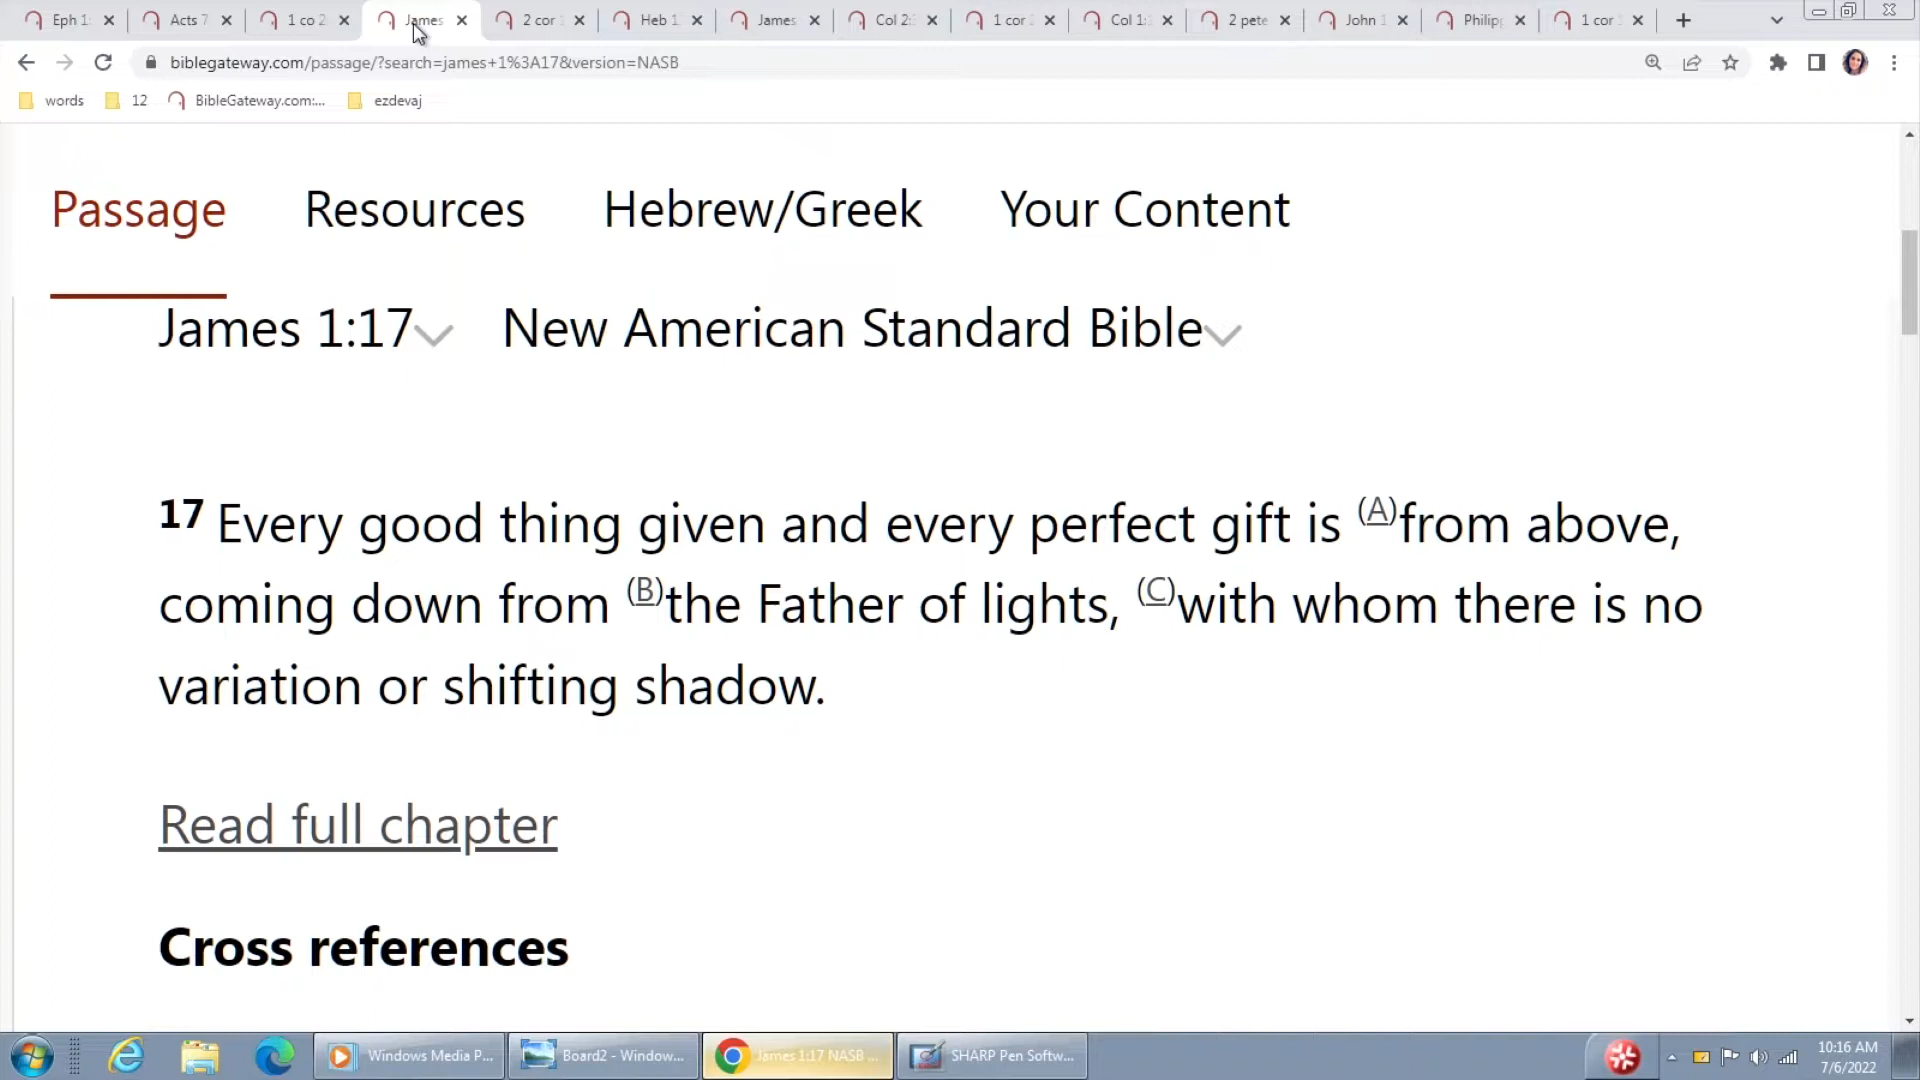 Eph 1:
Acts 7
1 co 2
James
2 cor
Heb 1
James
Col 2:
1 cor
Col 1:
2 pete
John 1
Philip
1 cor
biblegateway.com/passage/?search=james+1%3A17&version=NASB
words
12
BibleGateway.com:...
ezdevaj
Passage
Resources
Hebrew/Greek
Your Content
James 1:17
New American Standard Bible
17 Every good thing given and every perfect gift is (A)from above,
coming down from (B)the Father of lights, (C)with whom there is no
variation or shifting shadow.
Read full chapter
Cross references
Windows Media P...
Board2 - Window...
James 1:17 NASB ...
SHARP Pen Softw...
10:16 AM
7/6/2022